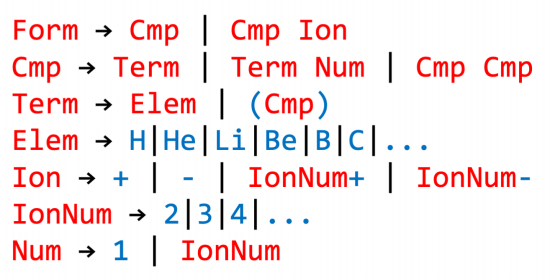 Form → Cmp | Cmp Ion
Cmp → Term | Term Num | Cmp Cmp
Term → Elem | (Cmp)
Elem → H|He|Li|Be|B|C|...
Ion → + | - | IonNum+ | IonNum-
IonNum → 2|3|4|...
Num → 1 | IonNum